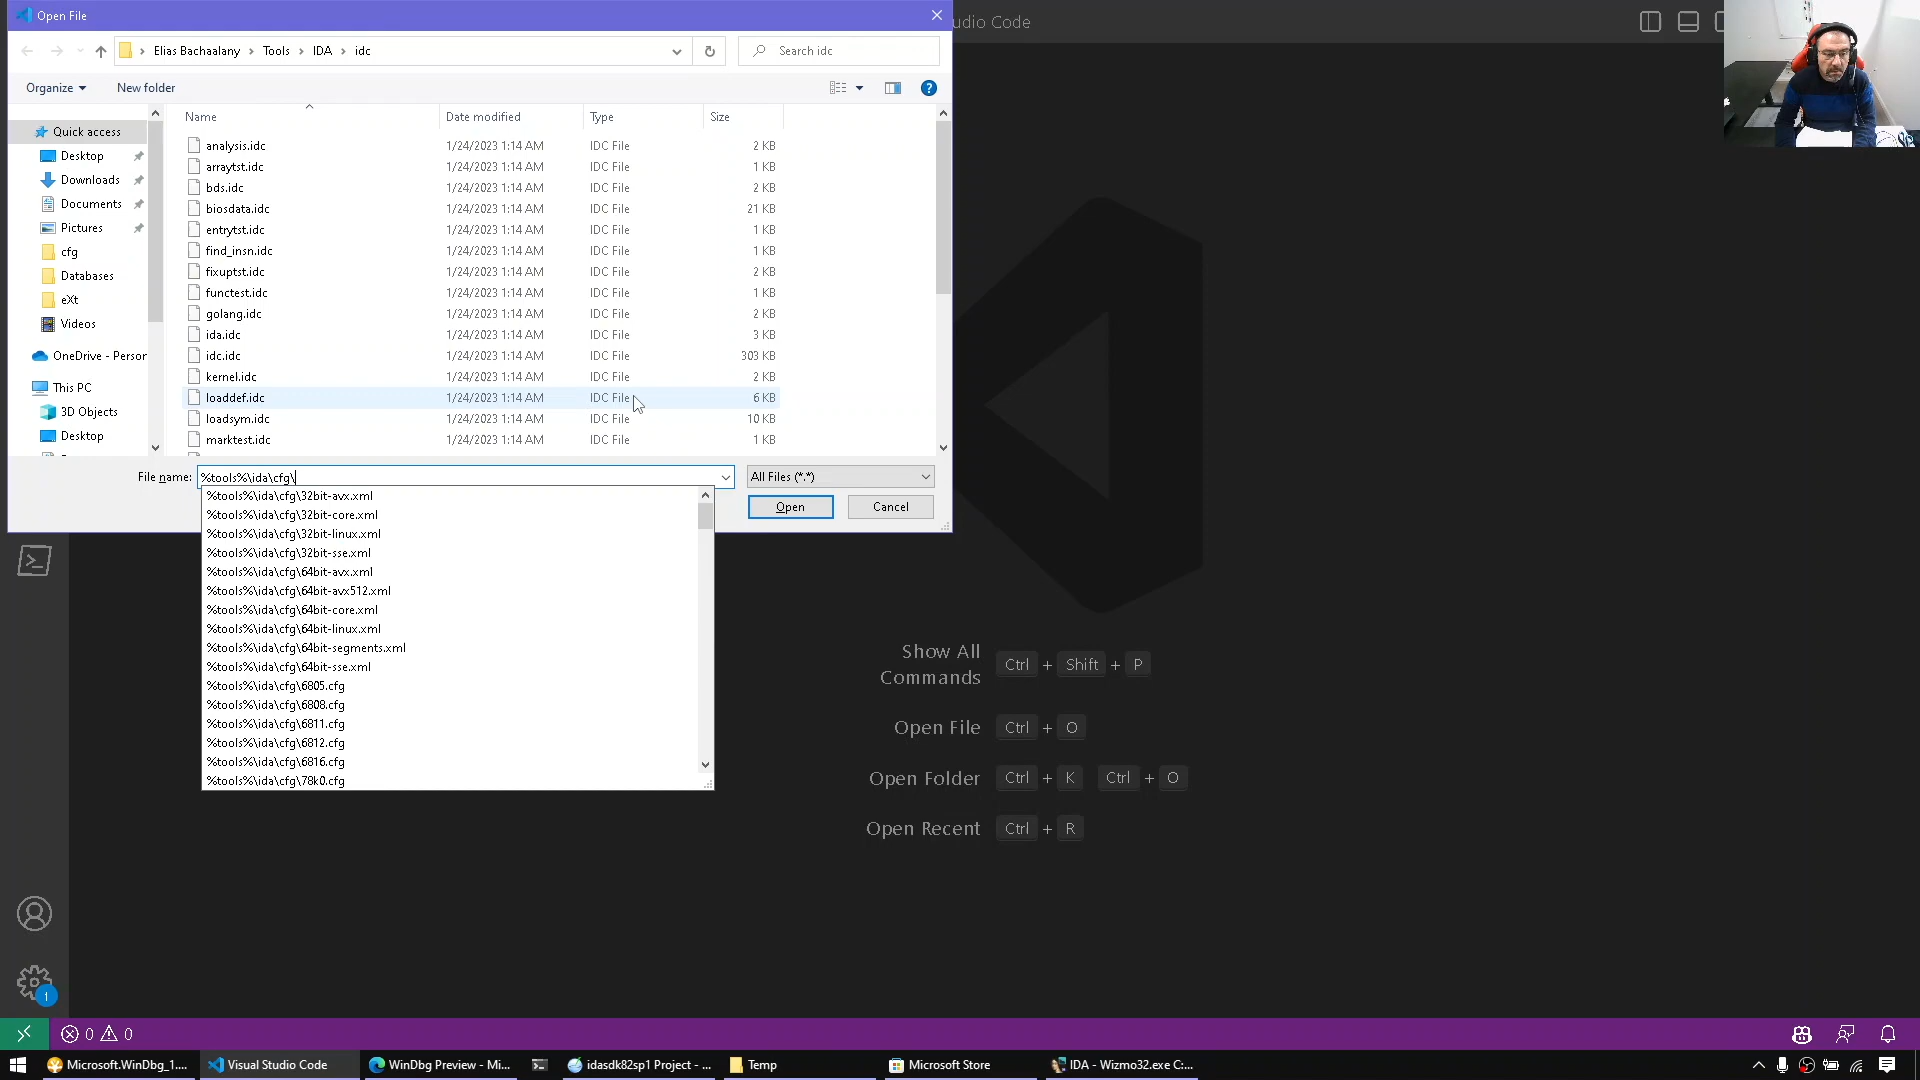 Open File
udio Code
Elias Bachaalany > Tools > IDA > idc
Search idc
Organize
New folder
Name Date modified Type Size
Quick access
Desktop
Downloads
Documents
Pictures
cfg
Databases
eXt
Videos
OneDrive - Person
This PC
3D Objects
Desktop
analysis.idc 1/24/2023 1:14 AM IDC File 2 KB
arraytst.idc 1/24/2023 1:14 AM IDC File 1 KB
bds.idc 1/24/2023 1:14 AM IDC File 2 KB
biosdata.idc 1/24/2023 1:14 AM IDC File 21 KB
entrytst.idc 1/24/2023 1:14 AM IDC File 1 KB
find_insn.idc 1/24/2023 1:14 AM IDC File 1 KB
fixuptst.idc 1/24/2023 1:14 AM IDC File 2 KB
functest.idc 1/24/2023 1:14 AM IDC File 1 KB
golang.idc 1/24/2023 1:14 AM IDC File 2 KB
ida.idc 1/24/2023 1:14 AM IDC File 3 KB
idc.idc 1/24/2023 1:14 AM IDC File 303 KB
kernel.idc 1/24/2023 1:14 AM IDC File 2 KB
loaddef.idc 1/24/2023 1:14 AM IDC File 6 KB
loadsym.idc 1/24/2023 1:14 AM IDC File 10 KB
marktest.idc 1/24/2023 1:14 AM IDC File 1 KB
File name: %tools%\ida\cfg\
All Files (*.*)
Open
Cancel
%tools%\ida\cfg\32bit-avx.xml
%tools%\ida\cfg\32bit-core.xml
%tools%\ida\cfg\32bit-linux.xml
%tools%\ida\cfg\32bit-sse.xml
%tools%\ida\cfg\64bit-avx.xml
%tools%\ida\cfg\64bit-avx512.xml
%tools%\ida\cfg\64bit-core.xml
%tools%\ida\cfg\64bit-linux.xml
%tools%\ida\cfg\64bit-segments.xml
%tools%\ida\cfg\64bit-sse.xml
%tools%\ida\cfg\6805.cfg
%tools%\ida\cfg\6808.cfg
%tools%\ida\cfg\6811.cfg
%tools%\ida\cfg\6812.cfg
%tools%\ida\cfg\6816.cfg
%tools%\ida\cfg\78k0.cfg
Show All
Commands Ctrl + Shift + P
Open File Ctrl + O
Open Folder Ctrl + K Ctrl + O
Open Recent Ctrl + R
1
0 0
Microsoft.WinDbg_1....
Visual Studio Code
WinDbg Preview - Mi...
idasdk82sp1 Project - ...
Temp
Microsoft Store
IDA - Wizmo32.exe C:...